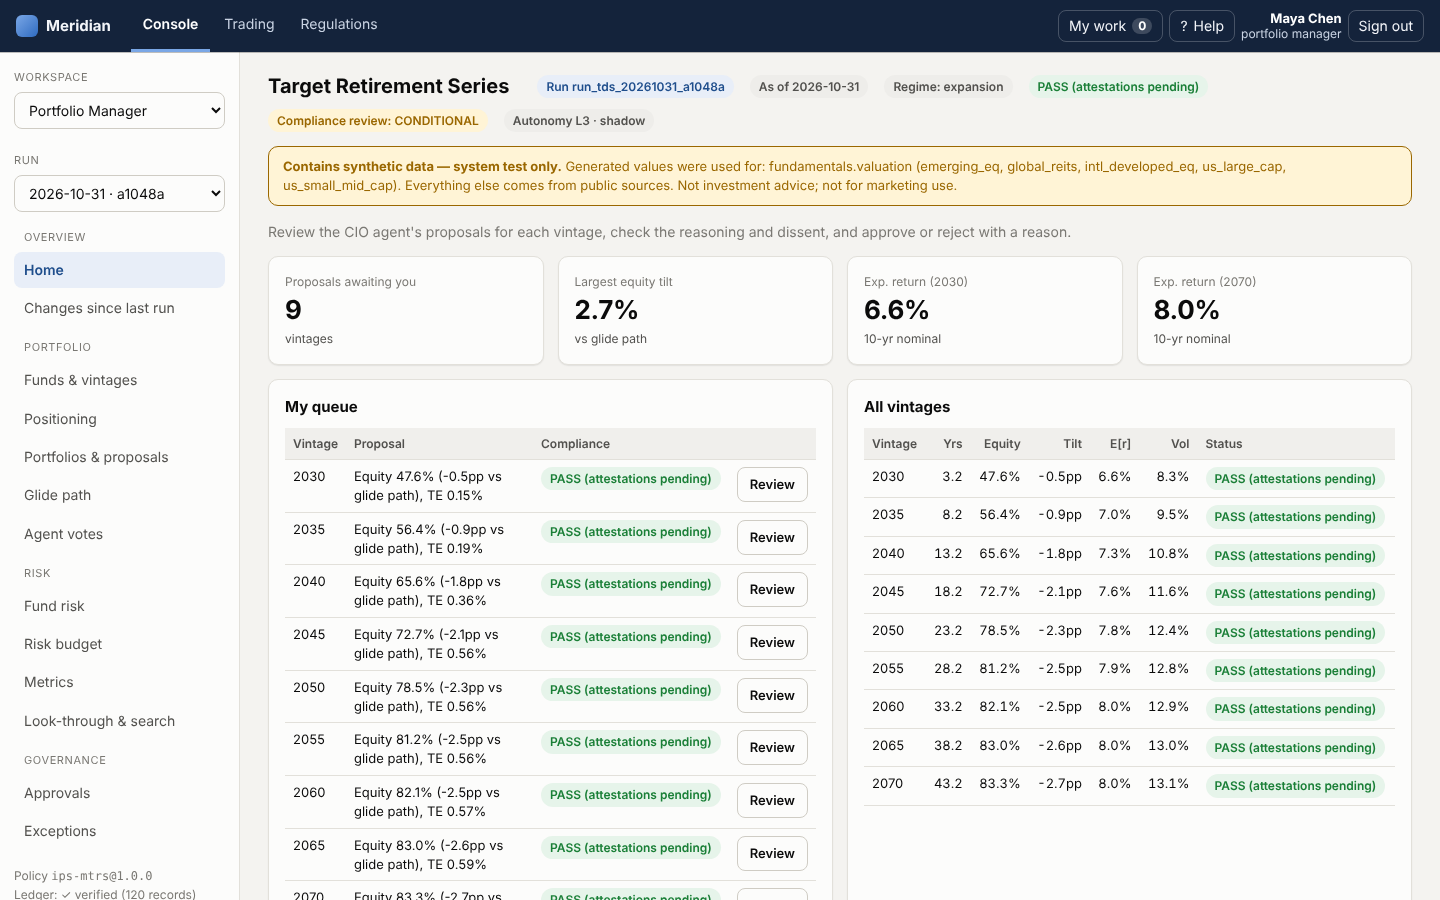 Meridian
Console
Trading
Regulations
My work 0
? Help
Maya Chen
portfolio manager
Sign out
WORKSPACE
Portfolio Manager
RUN
2026-10-31 · a1048a
OVERVIEW
Home
Changes since last run
PORTFOLIO
Funds & vintages
Positioning
Portfolios & proposals
Glide path
Agent votes
RISK
Fund risk
Risk budget
Metrics
Look-through & search
GOVERNANCE
Approvals
Exceptions
Policy ips-mtrs@1.0.0
Ledger: ✓ verified (120 records)
Target Retirement Series
Run run_tds_20261031_a1048a
As of 2026-10-31
Regime: expansion
PASS (attestations pending)
Compliance review: CONDITIONAL
Autonomy L3 · shadow
Contains synthetic data — system test only. Generated values were used for: fundamentals.valuation (emerging_eq, global_reits, intl_developed_eq, us_large_cap,
us_small_mid_cap). Everything else comes from public sources. Not investment advice; not for marketing use.
Review the CIO agent's proposals for each vintage, check the reasoning and dissent, and approve or reject with a reason.
Proposals awaiting you
9
vintages
Largest equity tilt
2.7%
vs glide path
Exp. return (2030)
6.6%
10-yr nominal
Exp. return (2070)
8.0%
10-yr nominal
My queue
Vintage Proposal Compliance
2030 Equity 47.6% (-0.5pp vs PASS (attestations pending) Review
glide path), TE 0.15%
2035 Equity 56.4% (-0.9pp vs PASS (attestations pending) Review
glide path), TE 0.19%
2040 Equity 65.6% (-1.8pp vs PASS (attestations pending) Review
glide path), TE 0.36%
2045 Equity 72.7% (-2.1pp vs PASS (attestations pending) Review
glide path), TE 0.56%
2050 Equity 78.5% (-2.3pp vs PASS (attestations pending) Review
glide path), TE 0.56%
2055 Equity 81.2% (-2.5pp vs PASS (attestations pending) Review
glide path), TE 0.56%
2060 Equity 82.1% (-2.5pp vs PASS (attestations pending) Review
glide path), TE 0.57%
2065 Equity 83.0% (-2.6pp vs PASS (attestations pending) Review
glide path), TE 0.59%
2070 Equity 83.3% (-2.7pp vs PASS (attestations pending)
All vintages
Vintage Yrs Equity Tilt E[r] Vol Status
2030 3.2 47.6% -0.5pp 6.6% 8.3% PASS (attestations pending)
2035 8.2 56.4% -0.9pp 7.0% 9.5% PASS (attestations pending)
2040 13.2 65.6% -1.8pp 7.3% 10.8% PASS (attestations pending)
2045 18.2 72.7% -2.1pp 7.6% 11.6% PASS (attestations pending)
2050 23.2 78.5% -2.3pp 7.8% 12.4% PASS (attestations pending)
2055 28.2 81.2% -2.5pp 7.9% 12.8% PASS (attestations pending)
2060 33.2 82.1% -2.5pp 8.0% 12.9% PASS (attestations pending)
2065 38.2 83.0% -2.6pp 8.0% 13.0% PASS (attestations pending)
2070 43.2 83.3% -2.7pp 8.0% 13.1% PASS (attestations pending)